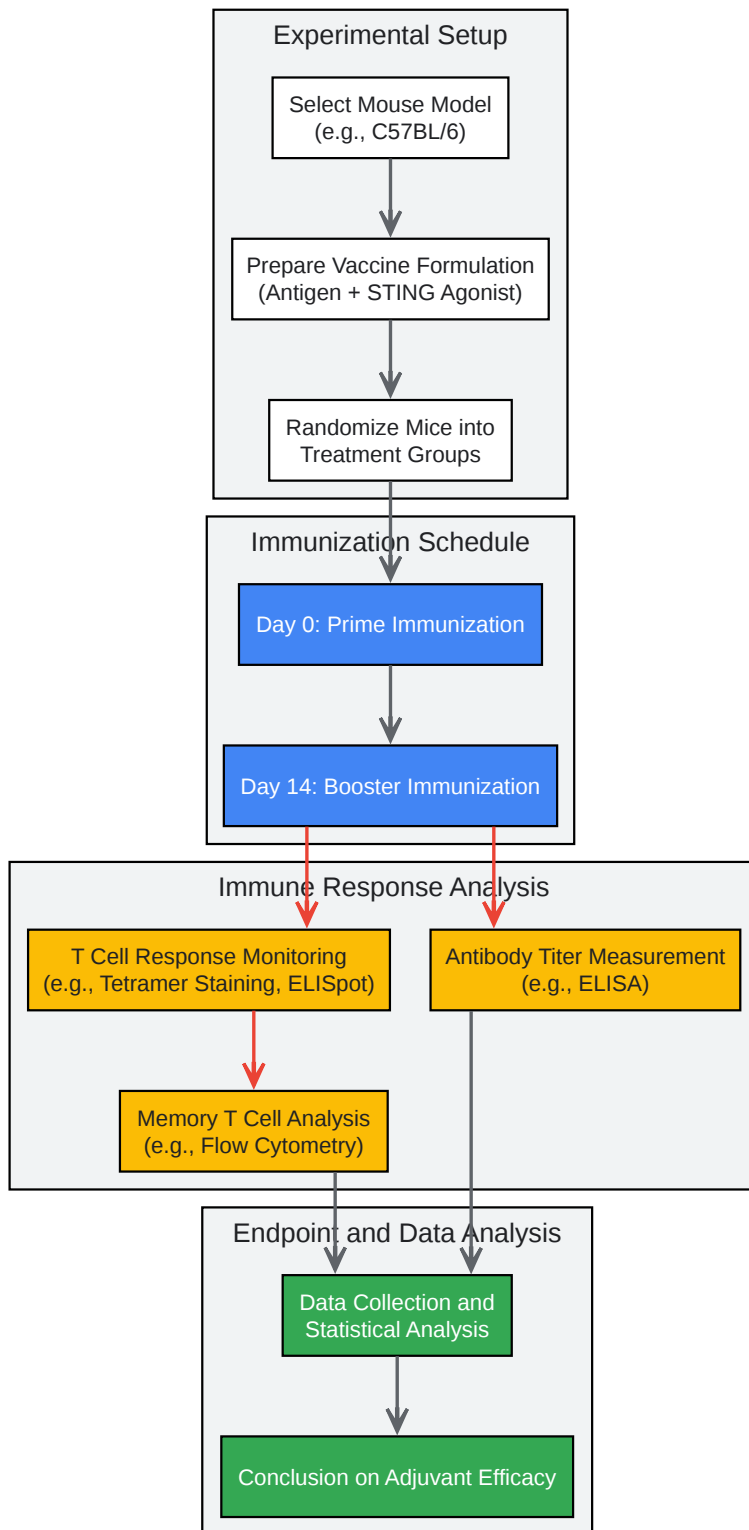 Experimental Setup
Select Mouse Model
(e.g., C57BL/6)
Prepare Vaccine Formulation
(Antigen + STING Agonist)
Randomize Mice into
Treatment Groups
Immunization Schedule
Day 0: Prime Immunization
Day 14: Booster Immunization
Immune Response Analysis
T Cell Response Monitoring
(e.g., Tetramer Staining, ELISpot)
Antibody Titer Measurement
(e.g., ELISA)
Memory T Cell Analysis
(e.g., Flow Cytometry)
Endpoint and Data Analysis
Data Collection and
Statistical Analysis
Conclusion on Adjuvant Efficacy